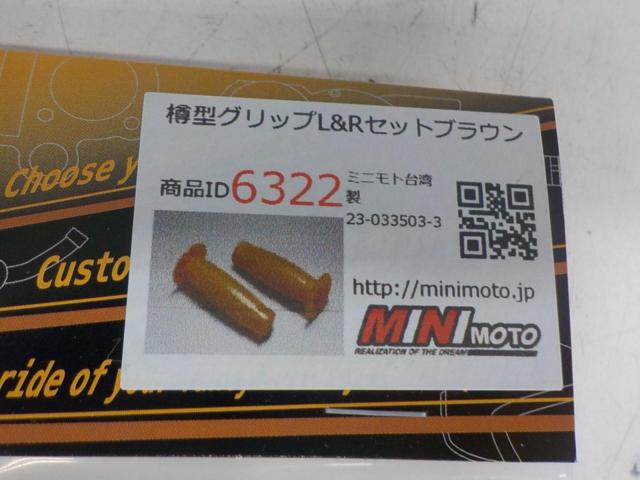 樽型グリップL&Rセットブラウン
商品ID6322
ミニモト台湾
製
23-033503-3
http://minimoto.jp
MINIMOTO
REALIZATION OF THE DREAM
Choose y
Custo
ride of your